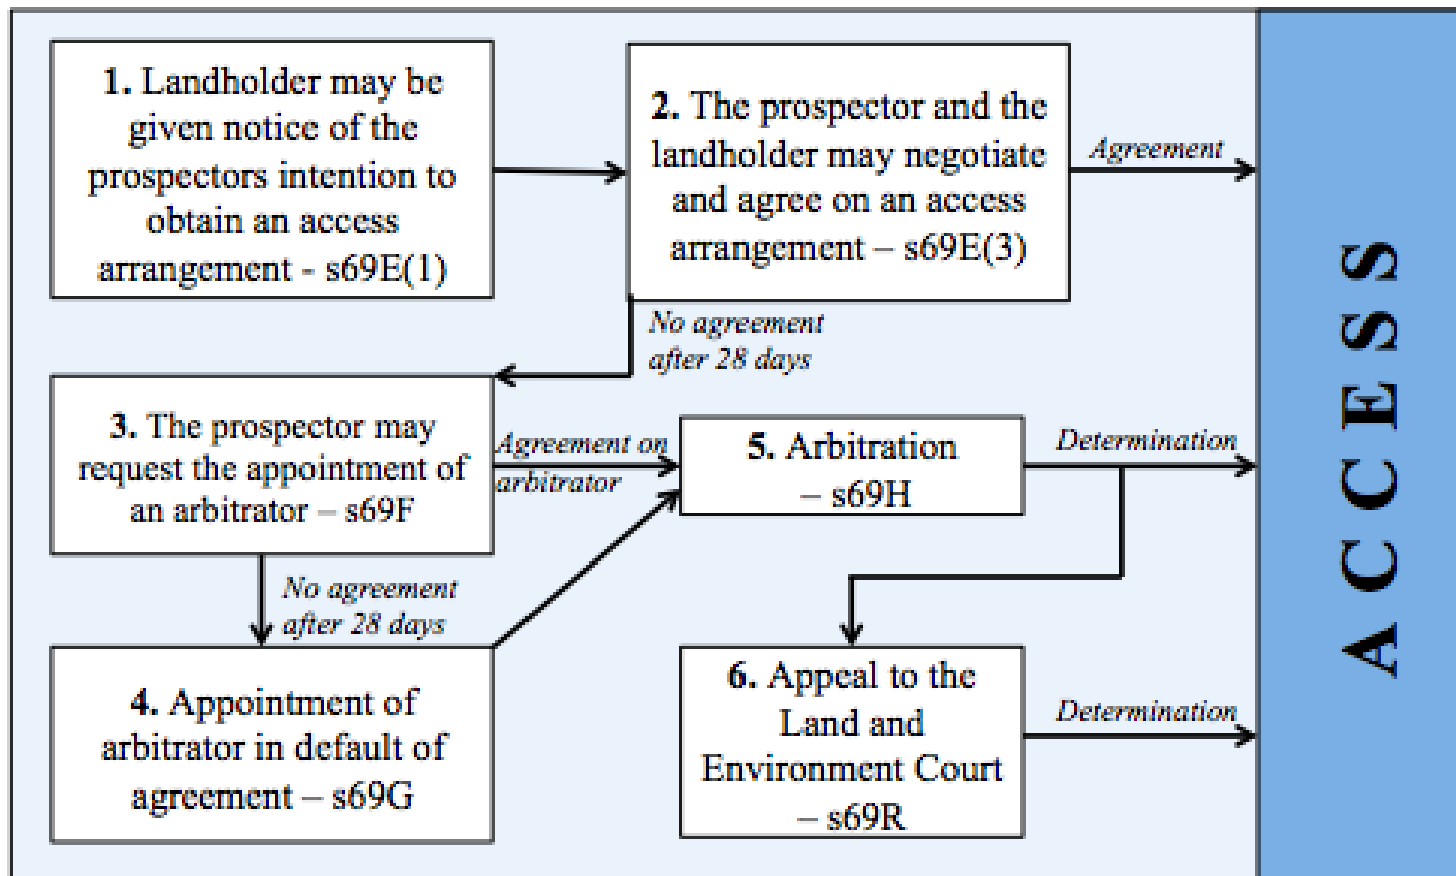 1. Landholder may be
given notice of the
prospectors intention to
obtain an access
arrangement - s69E(1)
2. The prospector and the
landholder may negotiate
and agree on an access
arrangement – s69E(3)
Agreement
No agreement
after 28 days
3. The prospector may
request the appointment of
an arbitrator – s69F
Agreement on
arbitrator
5. Arbitration
– s69H
Determination
No agreement
after 28 days
4. Appointment of
arbitrator in default of
agreement – s69G
6. Appeal to the
Land and
Environment Court
– s69R
Determination
ACCESS